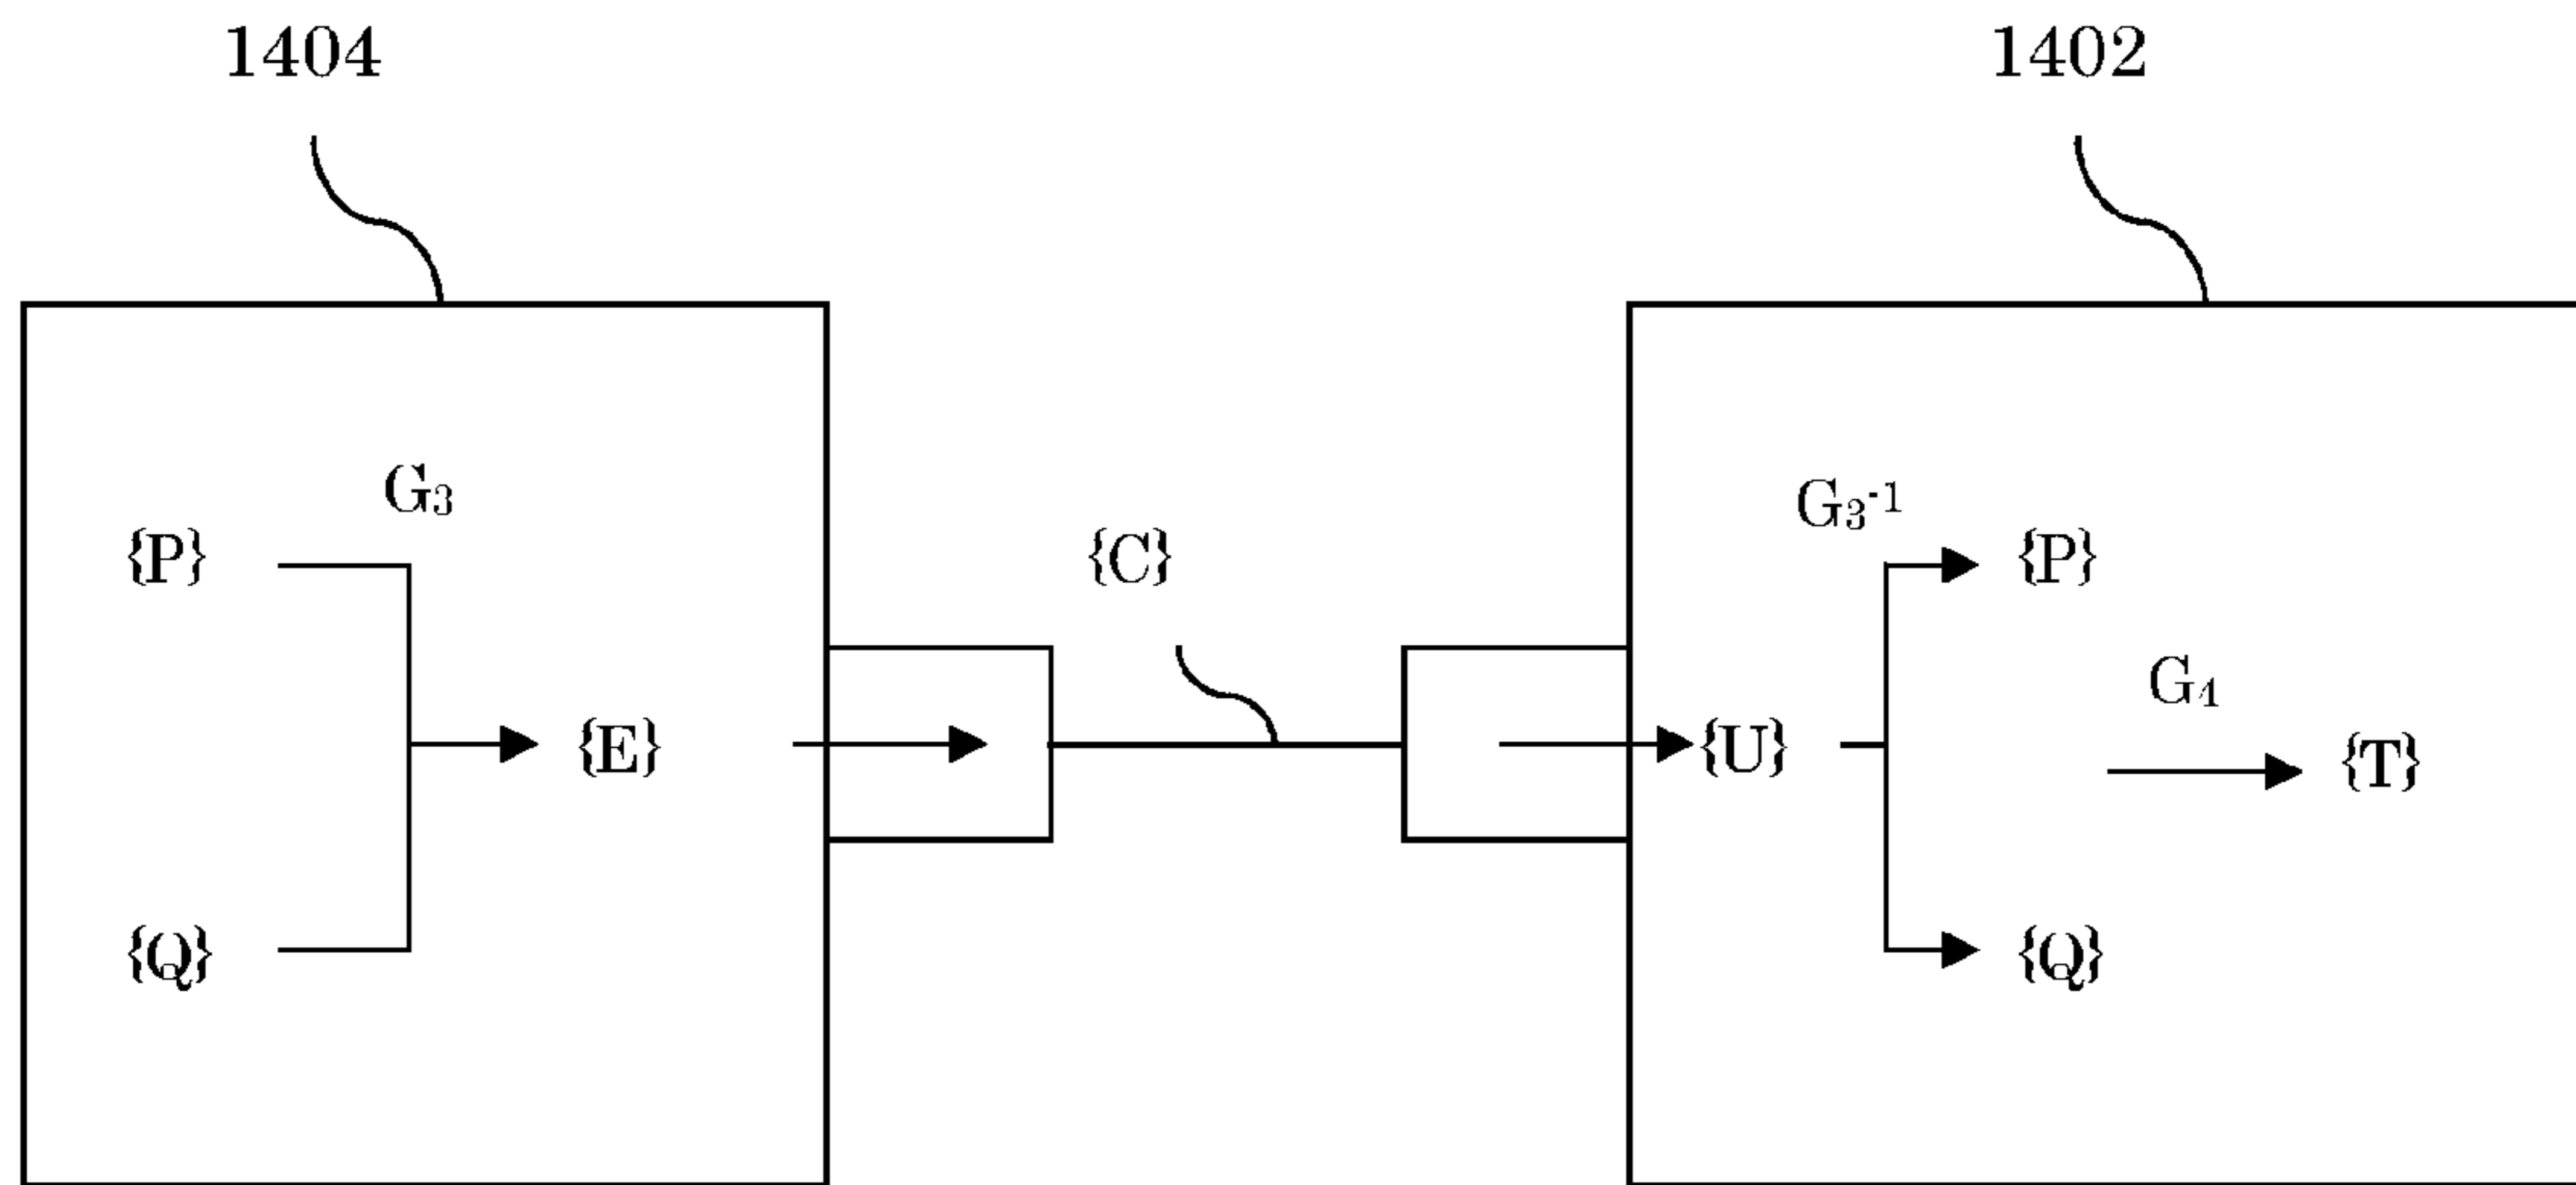 1404 1402
G₃ G₃⁻¹
{P} {C} {P}
G₄
{E} {U} {T}
{Q} {Q}